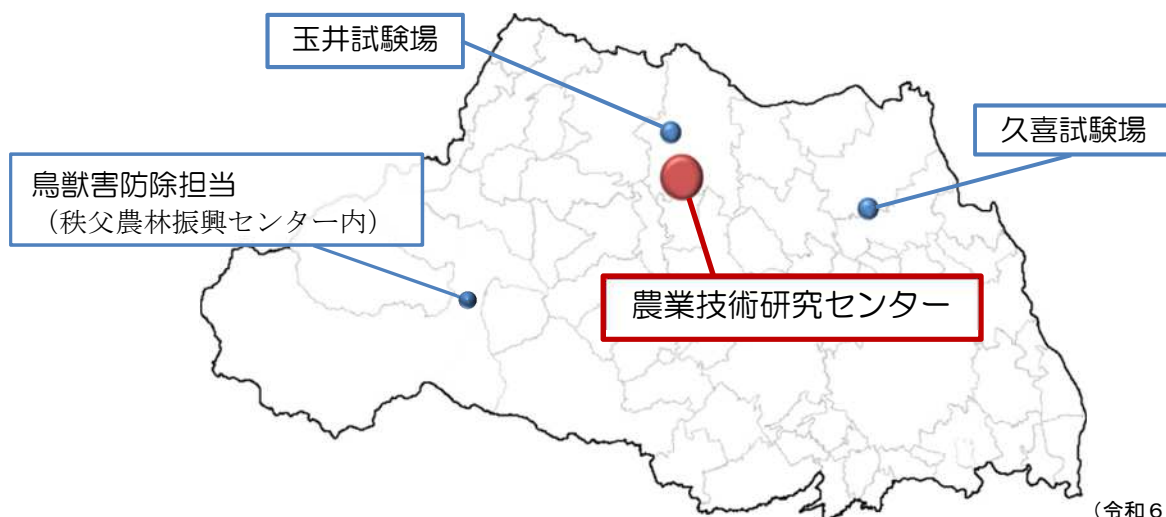 玉井試験場
久喜試験場
鳥獣害防除担当
（秩父農林振興センター内）
農業技術研究センター
（令和６